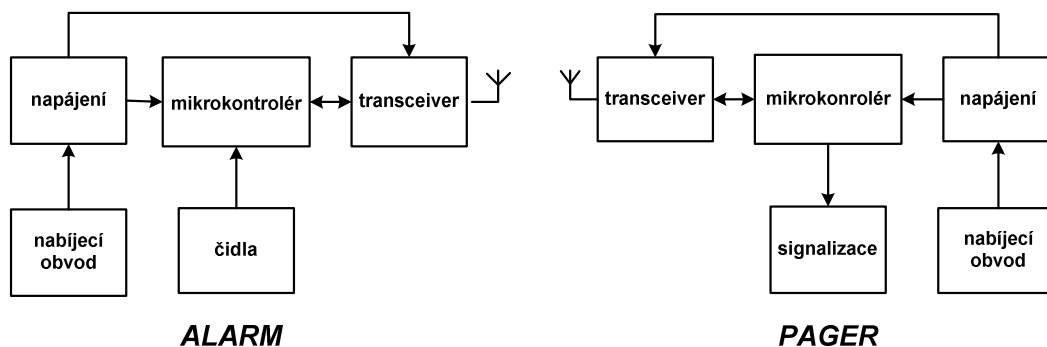 napájení
mikrokontrolér
transceiver
nabíjecí
obvod
čidla
ALARM
transceiver
mikrokonrolér
napájení
signalizace
nabíjecí
obvod
PAGER